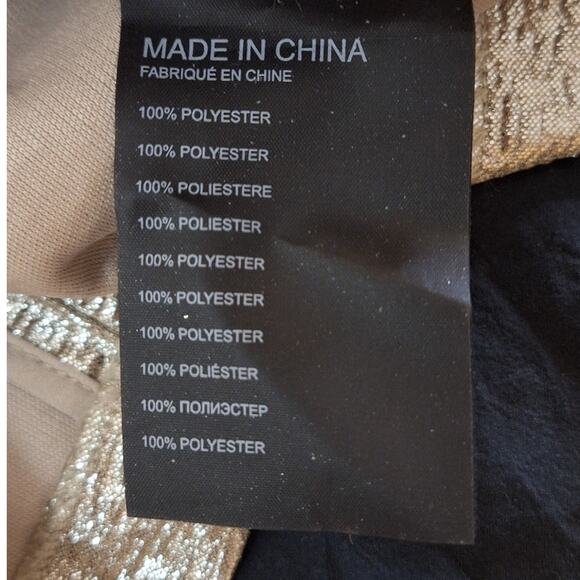 MADE IN CHINA
FABRIQUÉ EN CHINE
100% POLYESTER
100% POLYESTER
100% POLIESTERE
100% POLIESTER
100% POLYESTER
100% POLYESTER
100% POLYESTER
100% POLIÉSTER
100% ПОЛИЭСТЕР
100% POLYESTER